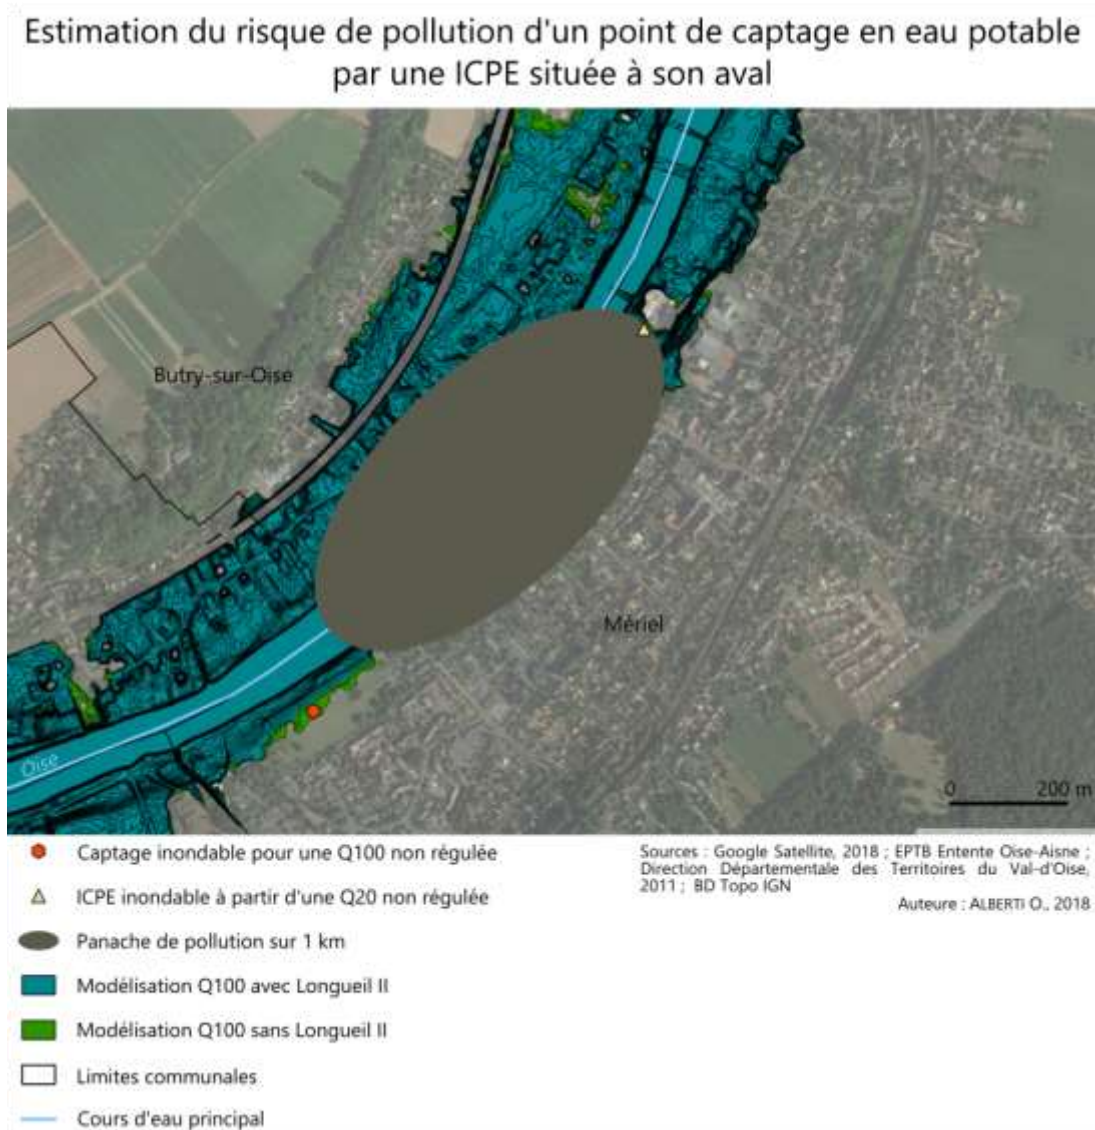 Estimation du risque de pollution d'un point de captage en eau potable
par une ICPE située à son aval
Butry-sur-Oise
Mériel
Oise
0 200 m
Captage inondable pour une Q100 non régulée
ICPE inondable à partir d'une Q20 non régulée
Panache de pollution sur 1 km
Modélisation Q100 avec Longueil II
Modélisation Q100 sans Longueil II
Limites communales
Cours d'eau principal
Sources : Google Satellite, 2018 ; EPTB Entente Oise-Aisne ;
Direction Départementale des Territoires du Val-d'Oise,
2011 ; BD Topo IGN
Auteure : ALBERTI O., 2018